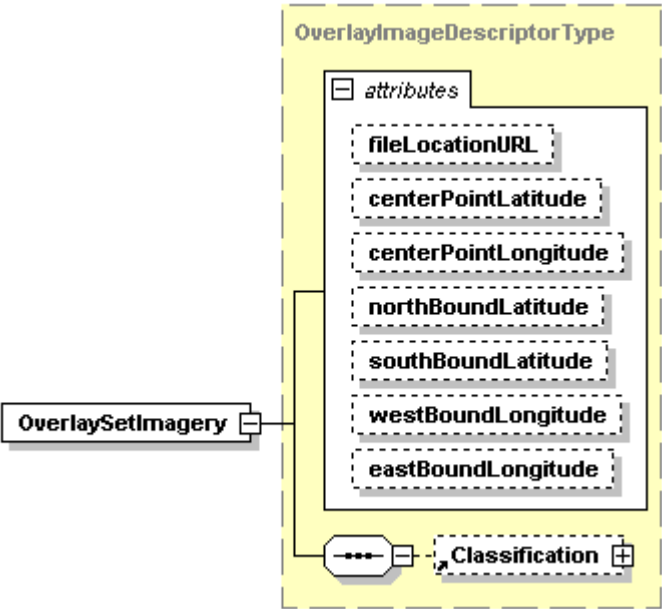 OverlayImageDescriptorType
attributes
fileLocationURL
centerPointLatitude
centerPointLongitude
northBoundLatitude
southBoundLatitude
westBoundLongitude
eastBoundLongitude
OverlaySetImagery
Classification